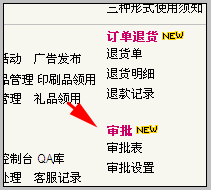 三种形式使用须知
订单退货 NEW
退货单
活动 广告发布
退货明细
品管理 印刷品领用
退款记录
管理 礼品领用
审批 NEW
审批表
控制台 QA库
审批设置
处理 客服记录